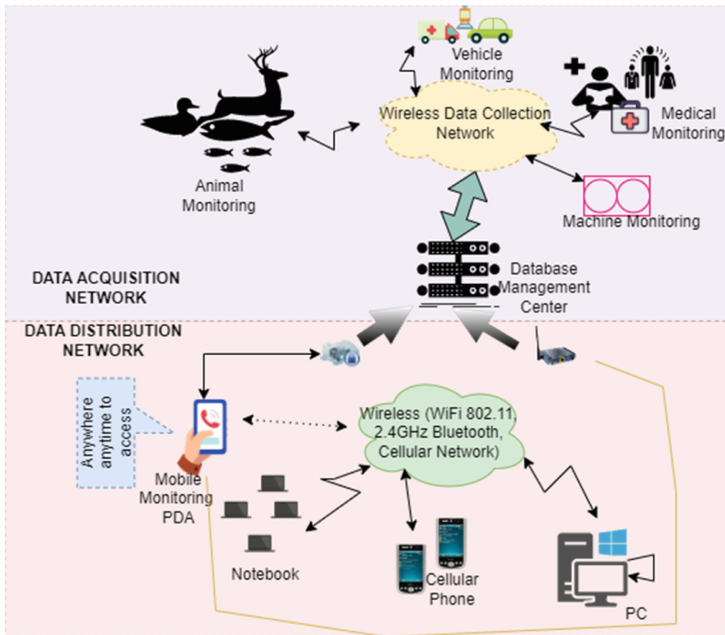 Vehicle
Monitoring
Wireless Data Collection
Network
Medical
Monitoring
Animal
Monitoring
Machine Monitoring
Database
Management
Center
DATA ACQUISITION
NETWORK
DATA DISTRIBUTION
NETWORK
Anywhere
anytime to
access
Wireless (WiFi 802.11,
2.4GHz Bluetooth,
Cellular Network)
Mobile
Monitoring
PDA
Notebook
Cellular
Phone
PC